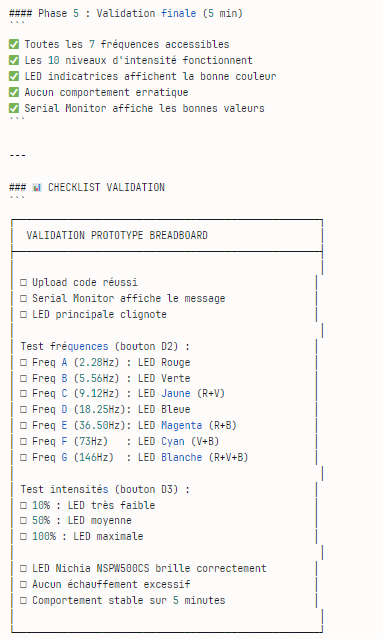 #### Phase 5 : Validation finale (5 min)
```
✅ Toutes les 7 fréquences accessibles
✅ Les 10 niveaux d'intensité fonctionnent
✅ LED indicatrices affichent la bonne couleur
✅ Aucun comportement erratique
✅ Serial Monitor affiche les bonnes valeurs
```
---
### 📊 CHECKLIST VALIDATION
```
VALIDATION PROTOTYPE BREADBOARD
□ Upload code réussi
□ Serial Monitor affiche le message
□ LED principale clignote
Test fréquences (bouton D2) :
□ Freq A (2.28Hz) : LED Rouge
□ Freq B (5.56Hz) : LED Verte
□ Freq C (9.12Hz) : LED Jaune (R+V)
□ Freq D (18.25Hz): LED Bleue
□ Freq E (36.50Hz): LED Magenta (R+B)
□ Freq F (73Hz)   : LED Cyan (V+B)
□ Freq G (146Hz)  : LED Blanche (R+V+B)
Test intensités (bouton D3) :
□ 10% : LED très faible
□ 50% : LED moyenne
□ 100% : LED maximale
□ LED Nichia NSPW500CS brille correctement
□ Aucun échauffement excessif
□ Comportement stable sur 5 minutes